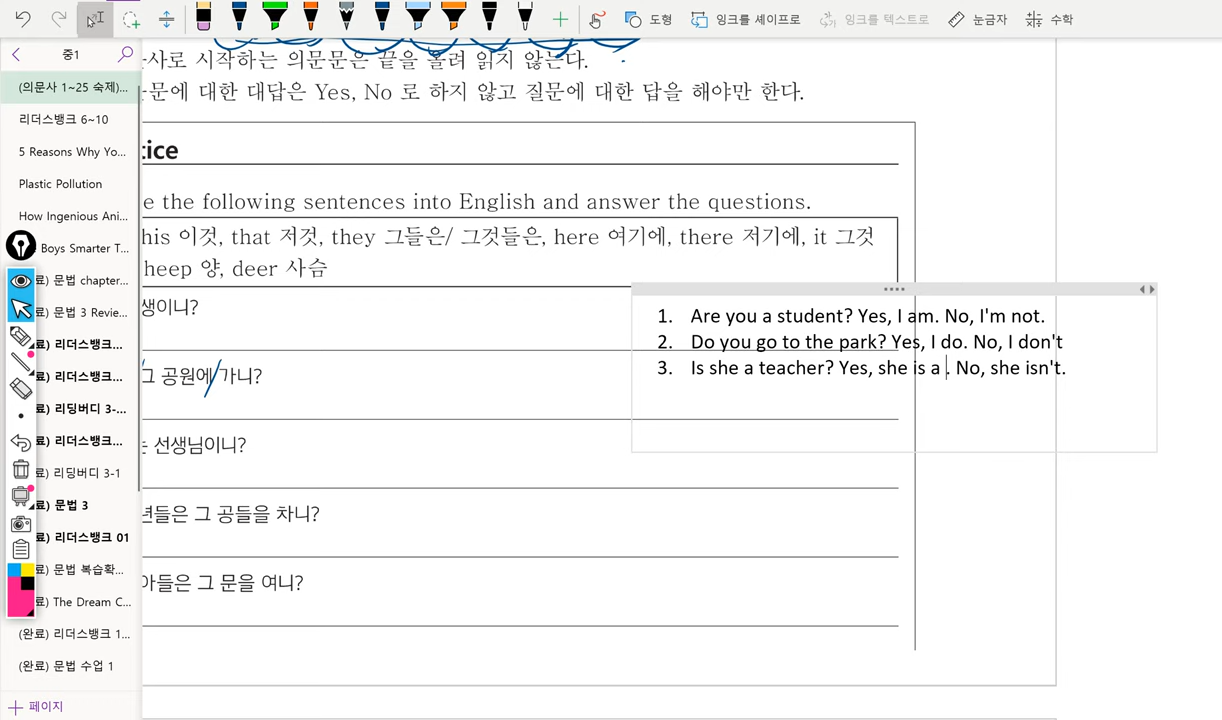 도형
잉크를 셰이프로
잉크를 텍스트로
눈금자
수학
중1
(의문사 1~25 숙제)...
리더스뱅크 6~10
5 Reasons Why Yo...
Plastic Pollution
How Ingenious Ani...
Boys Smarter T...
료) 문법 chapter...
료) 문법 3 Revie...
료) 리더스뱅크...
료) 리더스뱅크...
료) 리딩버디 3-...
료) 리더스뱅크...
료) 리딩버디 3-1
료) 문법 3
료) 리더스뱅크 01
료) 문법 복습확...
료) The Dream C...
(완료) 리더스뱅크 1...
(완료) 문법 수업 1
페이지
사로 시작하는 의문문은 끝을 올려 읽지 않는다.
문에 대한 대답은 Yes, No 로 하지 않고 질문에 대한 답을 해야만 한다.
tice
e the following sentences into English and answer the questions.
his 이것, that 저것, they 그들은/ 그것들은, here 여기에, there 저기에, it 그것
heep 양, deer 사슴
생이니?
그 공원에 가니?
는 선생님이니?
년들은 그 공들을 차니?
아들은 그 문을 여니?
1. Are you a student? Yes, I am. No, I'm not.
2. Do you go to the park? Yes, I do. No, I don't
3. Is she a teacher? Yes, she is a . No, she isn't.